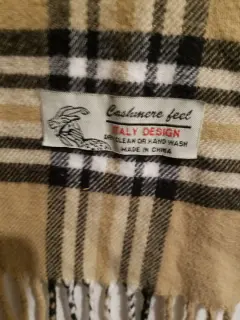 Cashmere feel
ITALY DESIGN
DRY CLEAN OR HAND WASH
MADE IN CHINA